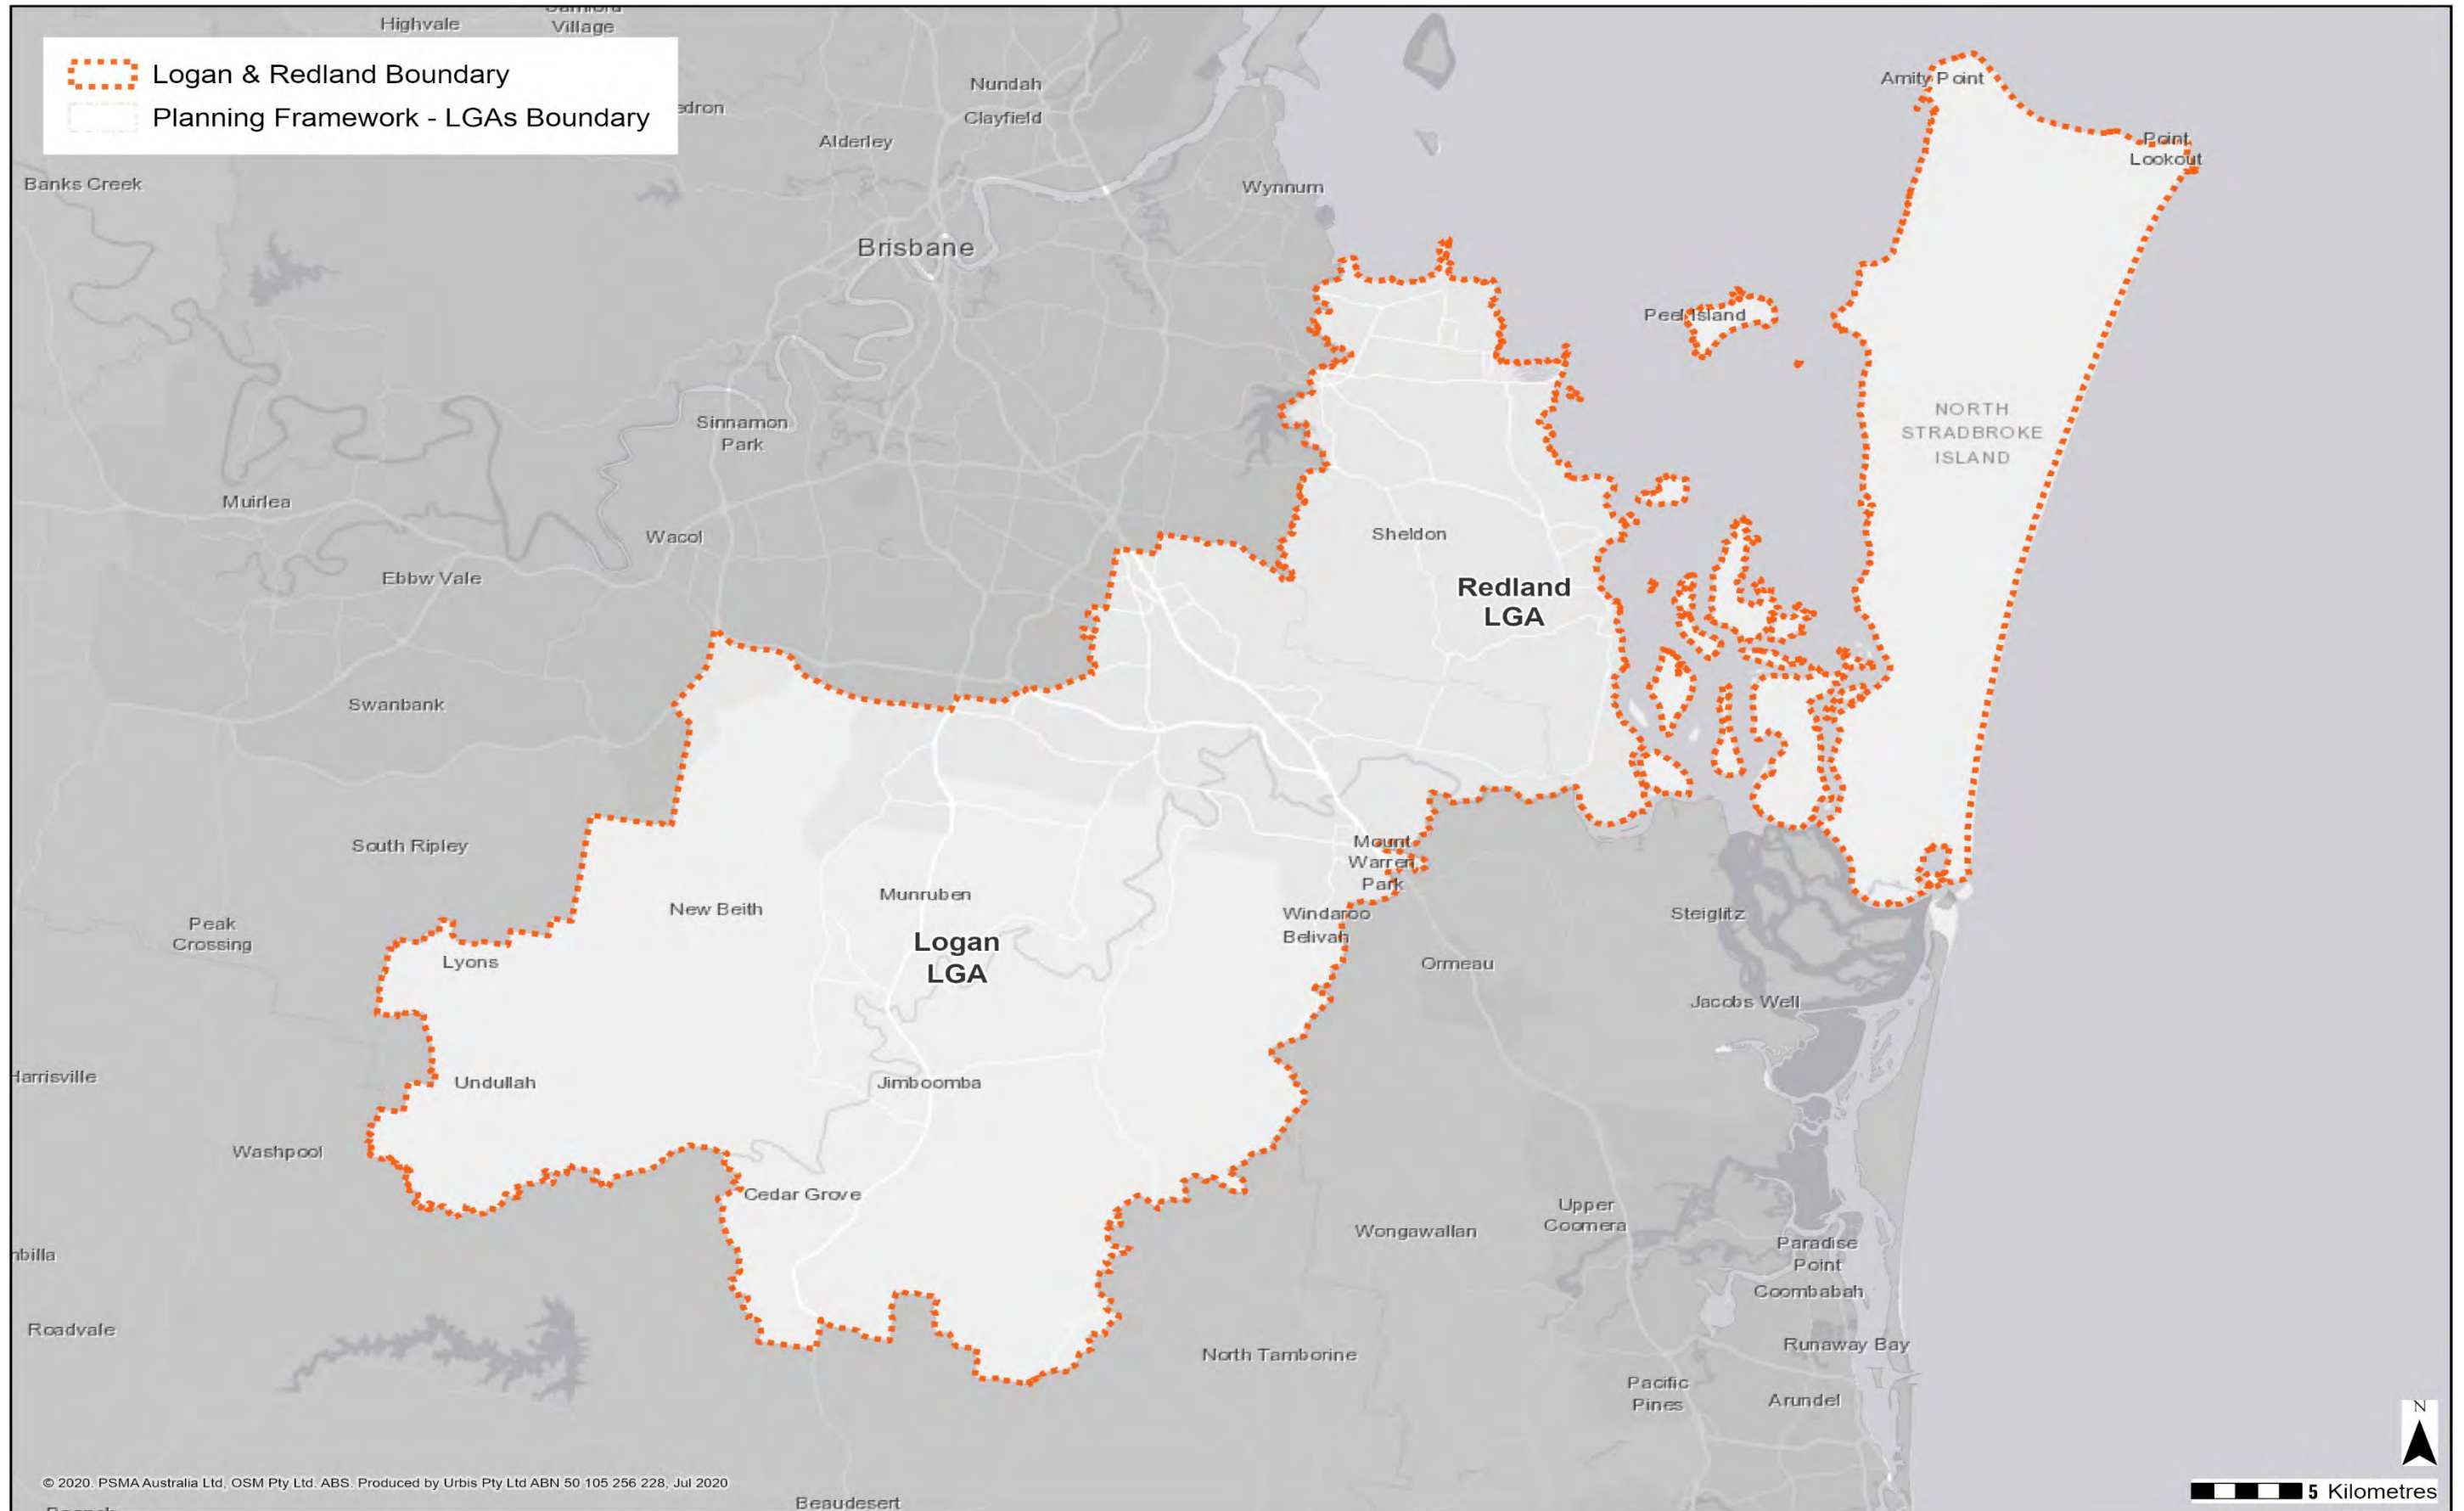 Highvale
Village
Logan & Redland Boundary
Planning Framework - LGAs Boundary
Nundah
Clayfield
Alderley
Banks Creek
Wynnum
Brisbane
Amity Point
Point
Lookout
Peel Island
NORTH
STRADBROKE
ISLAND
Sinnamon
Park
Muirlea
Wacol
Sheldon
Ebbw Vale
Redland
LGA
Swanbank
South Ripley
Mount
Warren
Park
New Beith
Munruben
Windaroo
Belivah
Steiglitz
Peak
Crossing
Logan
LGA
Lyons
Ormeau
Jacobs Well
Harrisville
Undullah
Jimboomba
Washpool
Cedar Grove
Upper
Coomera
Wongawallan
Paradise
Point
Coombabah
Roadvale
Runaway Bay
North Tamborine
Pacific
Pines
Arundel
N
© 2020. PSMA Australia Ltd, OSM Pty Ltd. ABS. Produced by Urbis Pty Ltd ABN 50 105 256 228, Jul 2020
5 Kilometres
Beaudesert